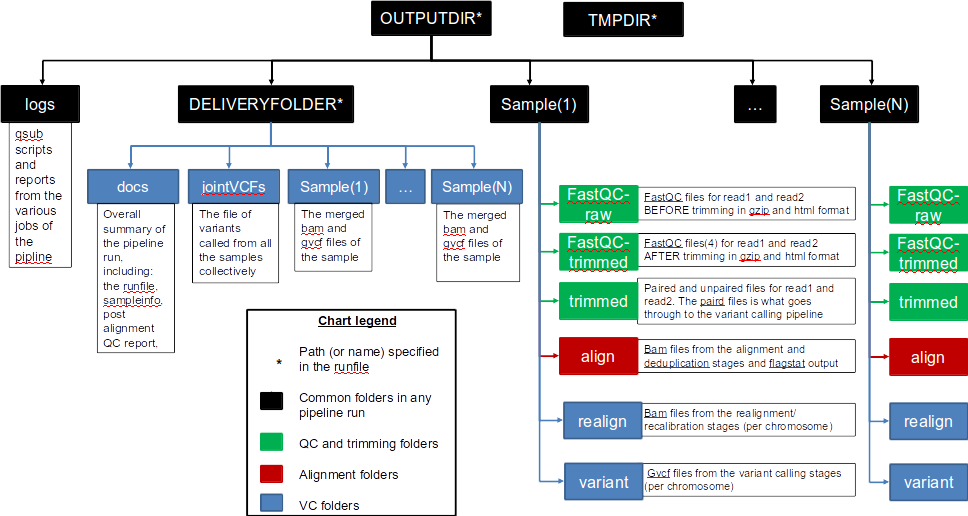 OUTPUTDIR*
TMPDIR*
logs
DELIVERYFOLDER*
Sample(1)
...
Sample(N)
qsub
scripts
and
reports
from the
various
jobs of
the
pipline
docs
jointVCFs
Sample(1)
...
Sample(N)
Overall
summary of
the pipeline
run,
including:
the runfile,
sampleinfo,
post
alignment
QC report,
The file of
variants
called from all
the samples
collectively
The merged
bam and
gvcf files of
the sample
The merged
bam and
gvcf files of
the sample
FastQC-
raw
FastQC files for read1 and read2
BEFORE trimming in gzip and html format
FastQC-
trimmed
FastQC files(4) for read1 and read2
AFTER trimming in gzip and html format
trimmed
Paired and unpaired files for read1 and
read2. The paird files is what goes
through to the variant calling pipeline
align
Bam files from the alignment and
deduplication stages and flagstat output
realign
Bam files from the realignment/
recalibration stages (per chromosome)
variant
Gvcf files from the variant calling stages
(per chromosome)
FastQC-
raw
FastQC-
trimmed
trimmed
align
realign
variant
Chart legend
* Path (or name) specified
in the runfile
Common folders in any
pipeline run
QC and trimming folders
Alignment folders
VC folders